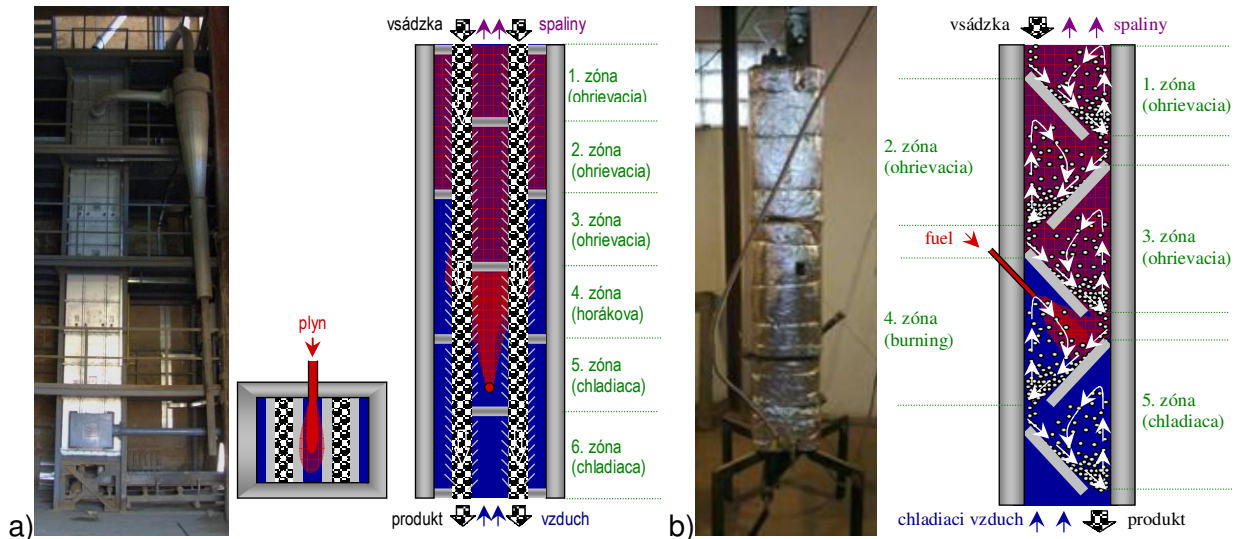 vsádzka
spaliny
1. zóna
(ohrievacia)
2. zóna
(ohrievacia)
3. zóna
(ohrievacia)
4. zóna
(horákova)
5. zóna
(chladiaca)
6. zóna
(chladiaca)
plyn
produkt
vzduch
a)
vsádzka
spaliny
1. zóna
(ohrievacia)
2. zóna
(ohrievacia)
fuel
3. zóna
(ohrievacia)
4. zóna
(burning)
5. zóna
(chladiaca)
chladiaci vzduch
produkt
b)